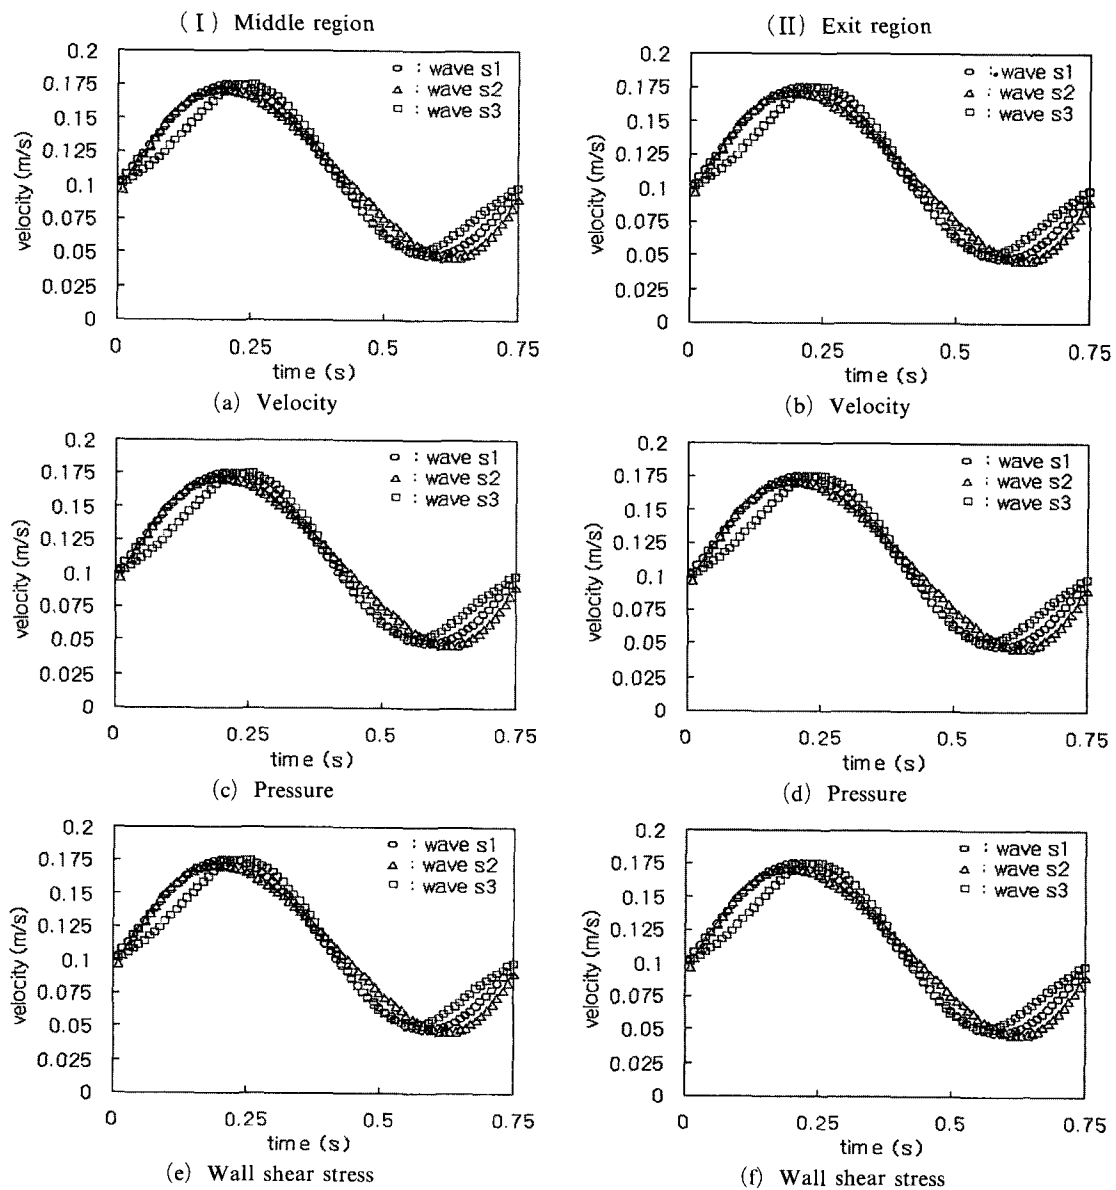 (I) Middle region
(II) Exit region
0.2
0.175
0.15
0.125
0.1
0.075
0.05
0.025
0
velocity (m/s)
○ : wave s1
△ : wave s2
□ : wave s3
0 0.25 0.5 0.75
time (s)
(a) Velocity
0.2
0.175
0.15
0.125
0.1
0.075
0.05
0.025
0
velocity (m/s)
○ : wave s1
△ : wave s2
□ : wave s3
0 0.25 0.5 0.75
time (s)
(b) Velocity
0.2
0.175
0.15
0.125
0.1
0.075
0.05
0.025
0
velocity (m/s)
○ : wave s1
△ : wave s2
□ : wave s3
0 0.25 0.5 0.75
time (s)
(c) Pressure
0.2
0.175
0.15
0.125
0.1
0.075
0.05
0.025
0
velocity (m/s)
○ : wave s1
△ : wave s2
□ : wave s3
0 0.25 0.5 0.75
time (s)
(d) Pressure
0.2
0.175
0.15
0.125
0.1
0.075
0.05
0.025
0
velocity (m/s)
○ : wave s1
△ : wave s2
□ : wave s3
0 0.25 0.5 0.75
time (s)
(e) Wall shear stress
0.2
0.175
0.15
0.125
0.1
0.075
0.05
0.025
0
velocity (m/s)
○ : wave s1
△ : wave s2
□ : wave s3
0 0.25 0.5 0.75
time (s)
(f) Wall shear stress